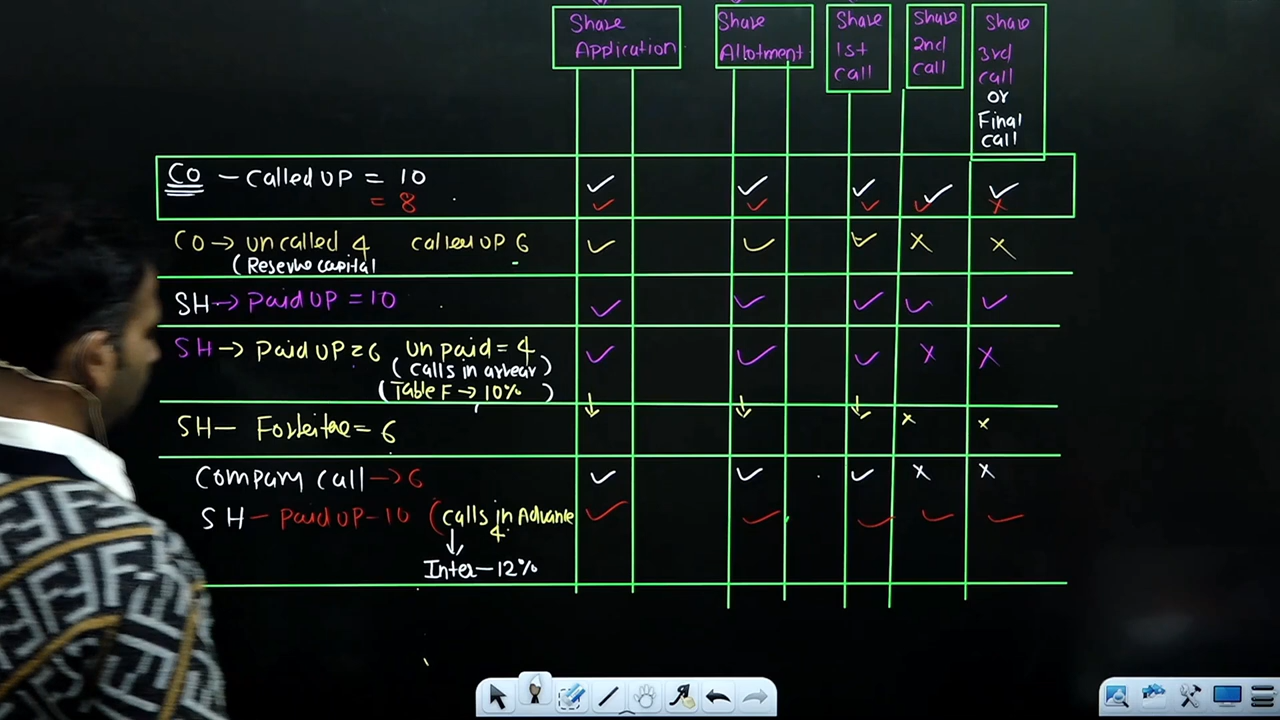 Share Application
Share Allotment
Share 1st call
Share 2nd call
Share 3rd call or Final call
CO - Called UP = 10 ✓ ✓ ✓ ✓ ✓
= 8 ✓ ✓ ✓ ✓ ×
CO → uncalled 4 called UP 6 ✓ ✓ ✓ × ×
(Reserve capital
SH → Paid UP = 10 ✓ ✓ ✓ ✓ ✓
SH → Paid UP = 6 unpaid = 4 ✓ ✓ ✓ × ×
(calls in arrear)
(Table F → 10%)
SH - = 6 ↓ ↓ ↓ × ×
Company call → 6 ✓ ✓ ✓ × ×
SH - Paid UP - 10 (calls in Advance ✓ ✓ ✓ ✓ ✓
4
↓
Inter - 12%